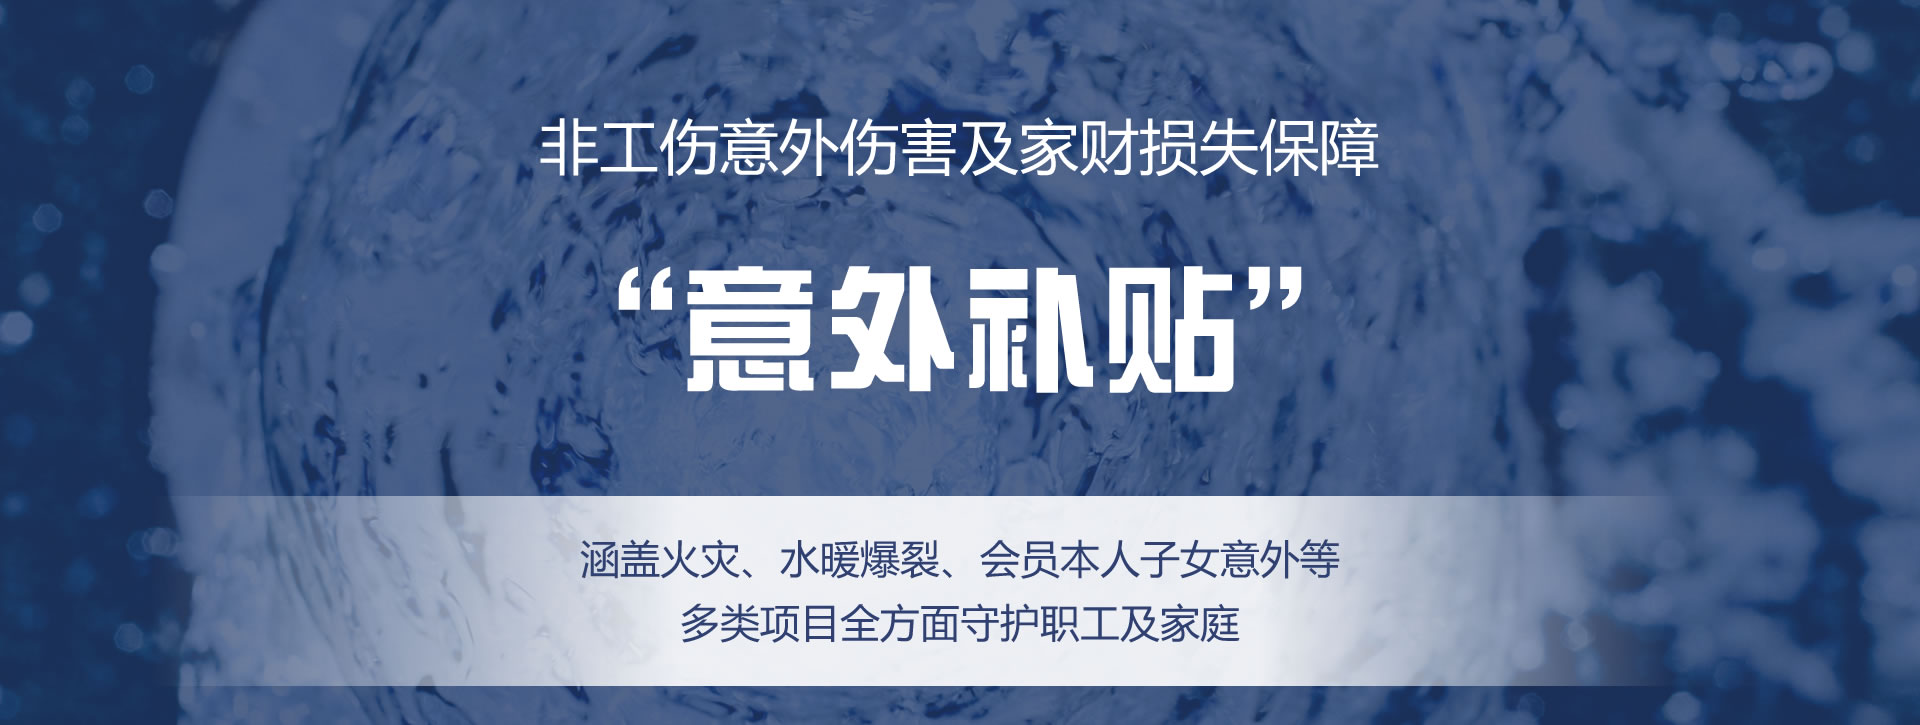 非工伤意外伤害及家财损失保障
“意外补贴”
涵盖火灾、水暖爆裂、会员本人子女意外等
多类项目全方面守护职工及家庭